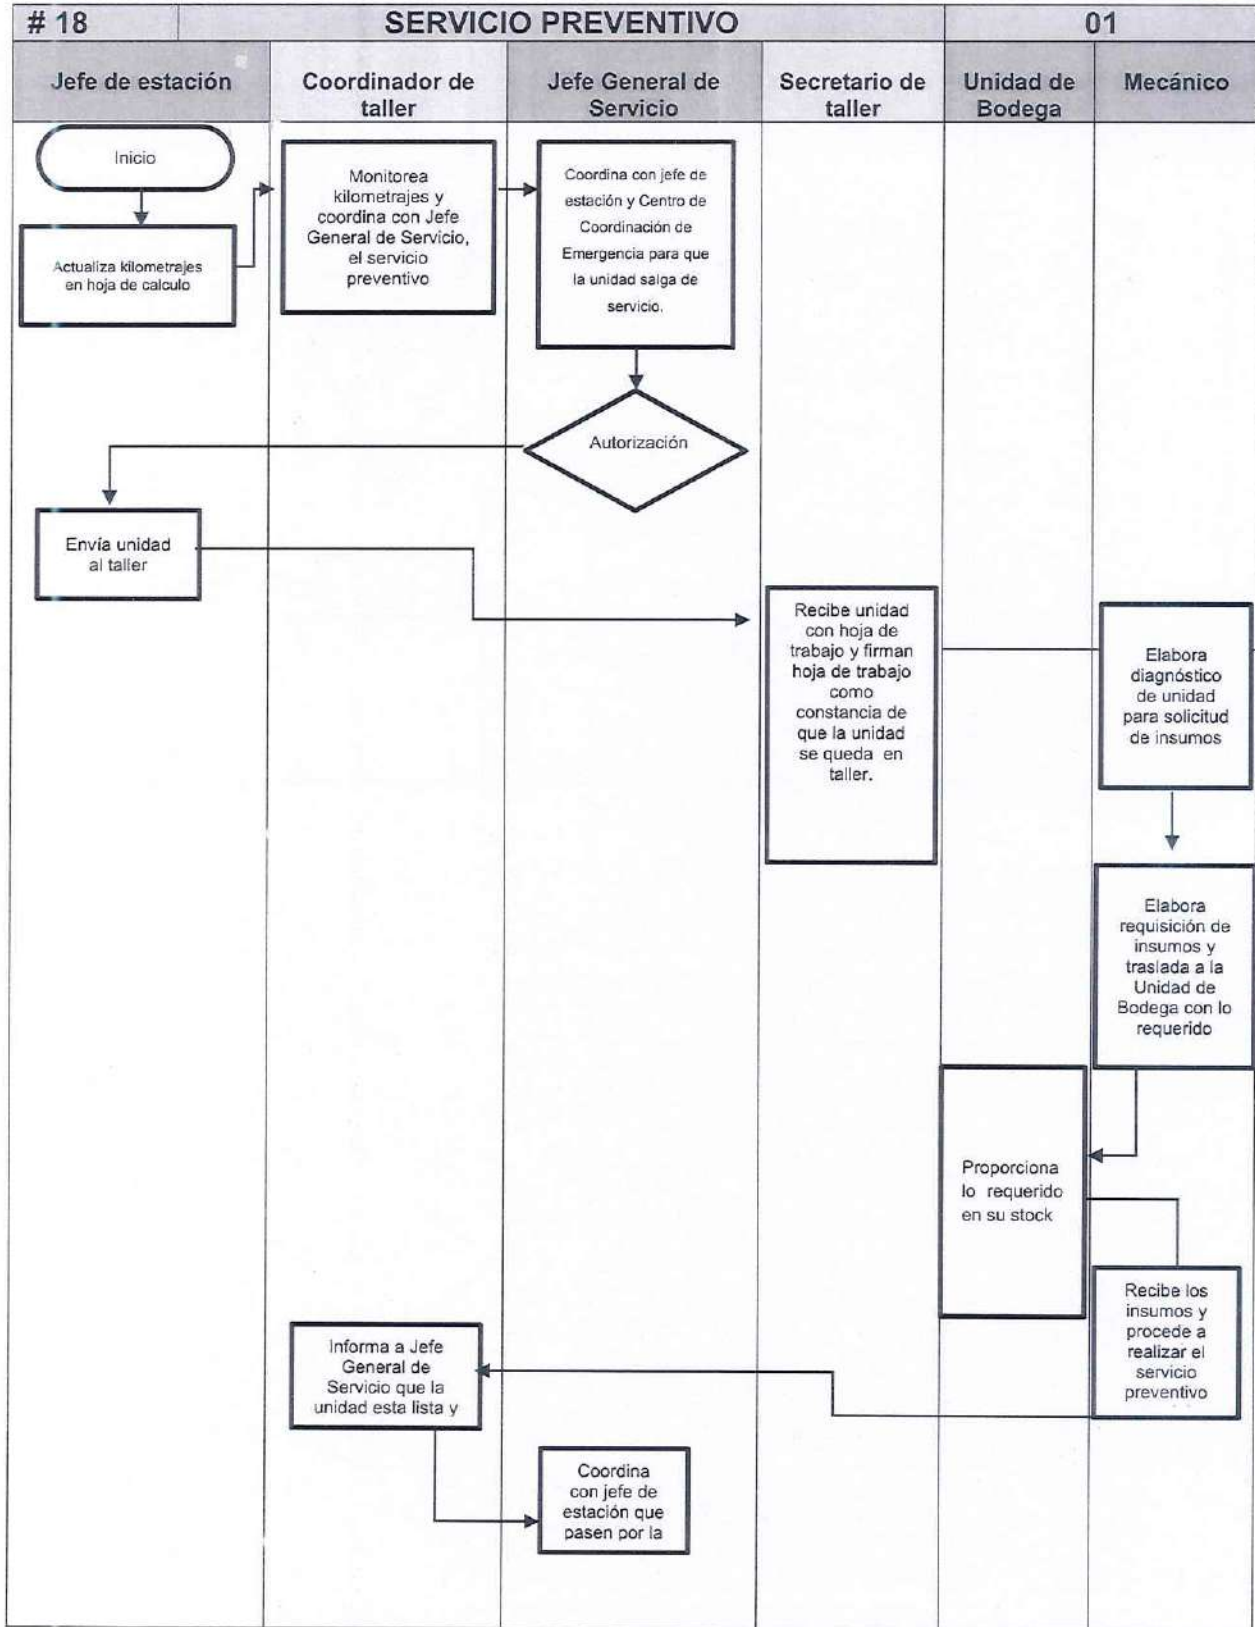 # 18
SERVICIO PREVENTIVO
01
Jefe de estación
Coordinador de
taller
Jefe General de
Servicio
Secretario de
taller
Unidad de
Bodega
Mecánico
Inicio
Actualiza kilometrajes
en hoja de calculo
Monitorea
kilometrajes y
coordina con Jefe
General de Servicio,
el servicio
preventivo
Coordina con jefe de
estación y Centro de
Coordinación de
Emergencia para que
la unidad salga de
servicio.
Autorización
Envía unidad
al taller
Recibe unidad
con hoja de
trabajo y firman
hoja de trabajo
como
constancia de
que la unidad
se queda en
taller.
Elabora
diagnóstico
de unidad
para solicitud
de insumos
Elabora
requisición de
insumos y
traslada a la
Unidad de
Bodega con lo
requerido
Proporciona
lo requerido
en su stock
Recibe los
insumos y
procede a
realizar el
servicio
preventivo
Informa a Jefe
General de
Servicio que la
unidad esta lista y
Coordina
con jefe de
estación que
pasen por la